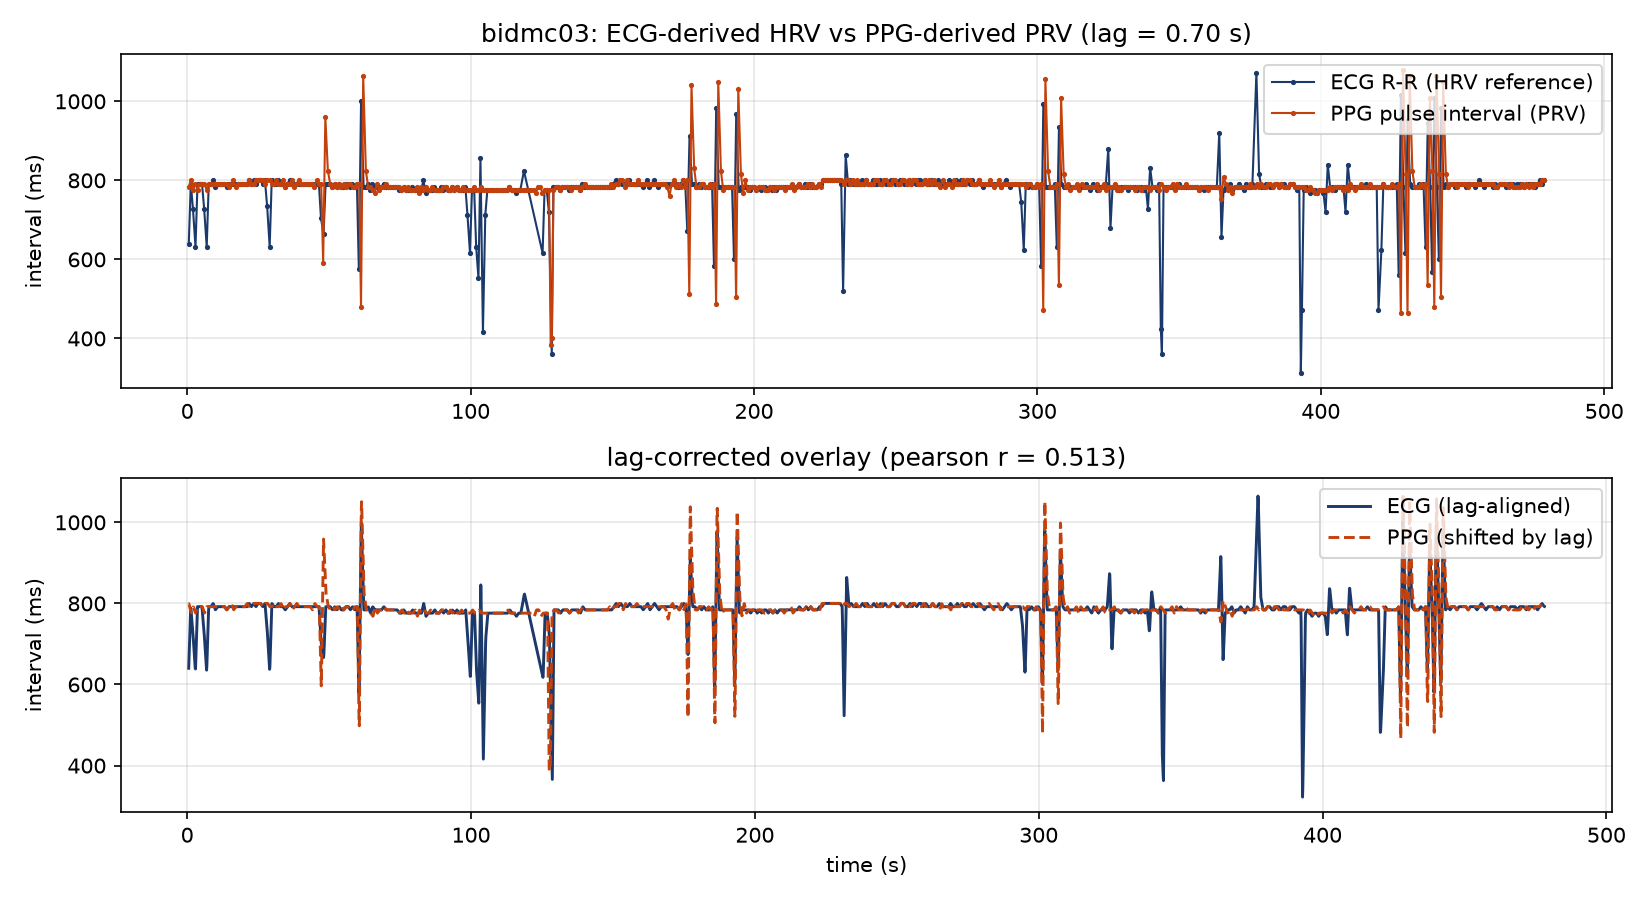 bidmc03: ECG-derived HRV vs PPG-derived PRV (lag = 0.70 s)
interval (ms)
1000
800
600
400
ECG R-R (HRV reference)
PPG pulse interval (PRV)
0 100 200 300 400 500
lag-corrected overlay (pearson r = 0.513)
interval (ms)
1000
800
600
400
ECG (lag-aligned)
PPG (shifted by lag)
0 100 200 300 400 500
time (s)